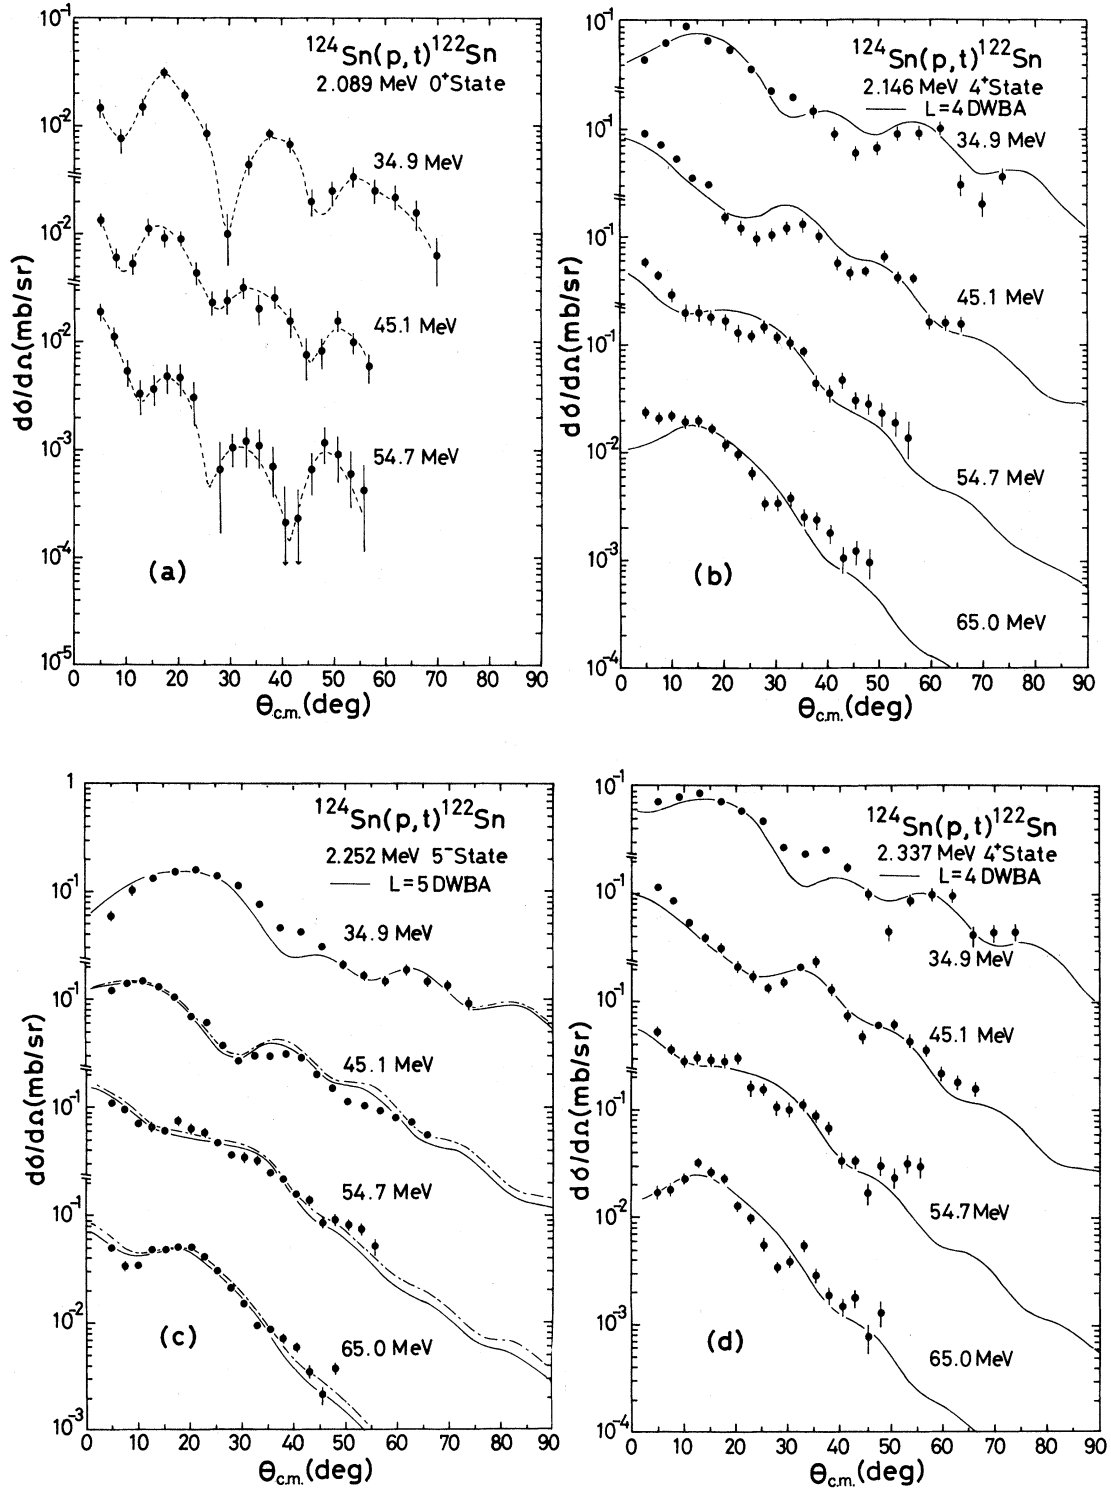 10⁻¹
¹²⁴Sn(p,t)¹²²Sn
2.089 MeV 0⁺State
10⁻²
34.9 MeV
10⁻²
45.1 MeV
10⁻²
10⁻³
54.7 MeV
10⁻⁴
(a)
10⁻⁵
dσ/dΩ(mb/sr)
0 10 20 30 40 50 60 70 80 90
θc.m.(deg)
10⁻¹
¹²⁴Sn(p,t)¹²²Sn
2.146 MeV 4⁺State
L=4 DWBA
10⁻¹
34.9 MeV
10⁻¹
45.1 MeV
10⁻¹
10⁻²
54.7 MeV
10⁻³
(b)
65.0 MeV
10⁻⁴
dσ/dΩ(mb/sr)
0 10 20 30 40 50 60 70 80 90
θc.m.(deg)
1
¹²⁴Sn(p,t)¹²²Sn
2.252 MeV 5⁻State
L=5 DWBA
10⁻¹
34.9 MeV
10⁻¹
45.1 MeV
10⁻¹
54.7 MeV
10⁻¹
10⁻²
(c)
65.0 MeV
10⁻³
dσ/dΩ(mb/sr)
0 10 20 30 40 50 60 70 80 90
θc.m.(deg)
10⁻¹
¹²⁴Sn(p,t)¹²²Sn
2.337 MeV 4⁺State
L=4 DWBA
10⁻¹
34.9 MeV
10⁻¹
45.1 MeV
10⁻¹
10⁻²
54.7 MeV
10⁻³
(d)
65.0 MeV
10⁻⁴
dσ/dΩ(mb/sr)
0 10 20 30 40 50 60 70 80 90
θc.m.(deg)